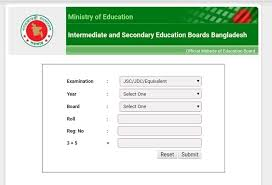 Ministry of Education
Intermediate and Secondary Education Boards Bangladesh
Official Website of Education Board
Examination : JSC/JDC/Equivalent
Year : Select One
Board : Select One
Roll :
Reg: No :
3 + 5 =
Reset Submit